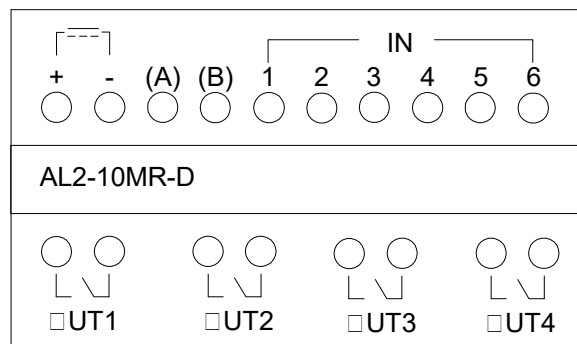 IN
+ - (A) (B) 1 2 3 4 5 6
AL2-10MR-D
□UT1 □UT2 □UT3 □UT4